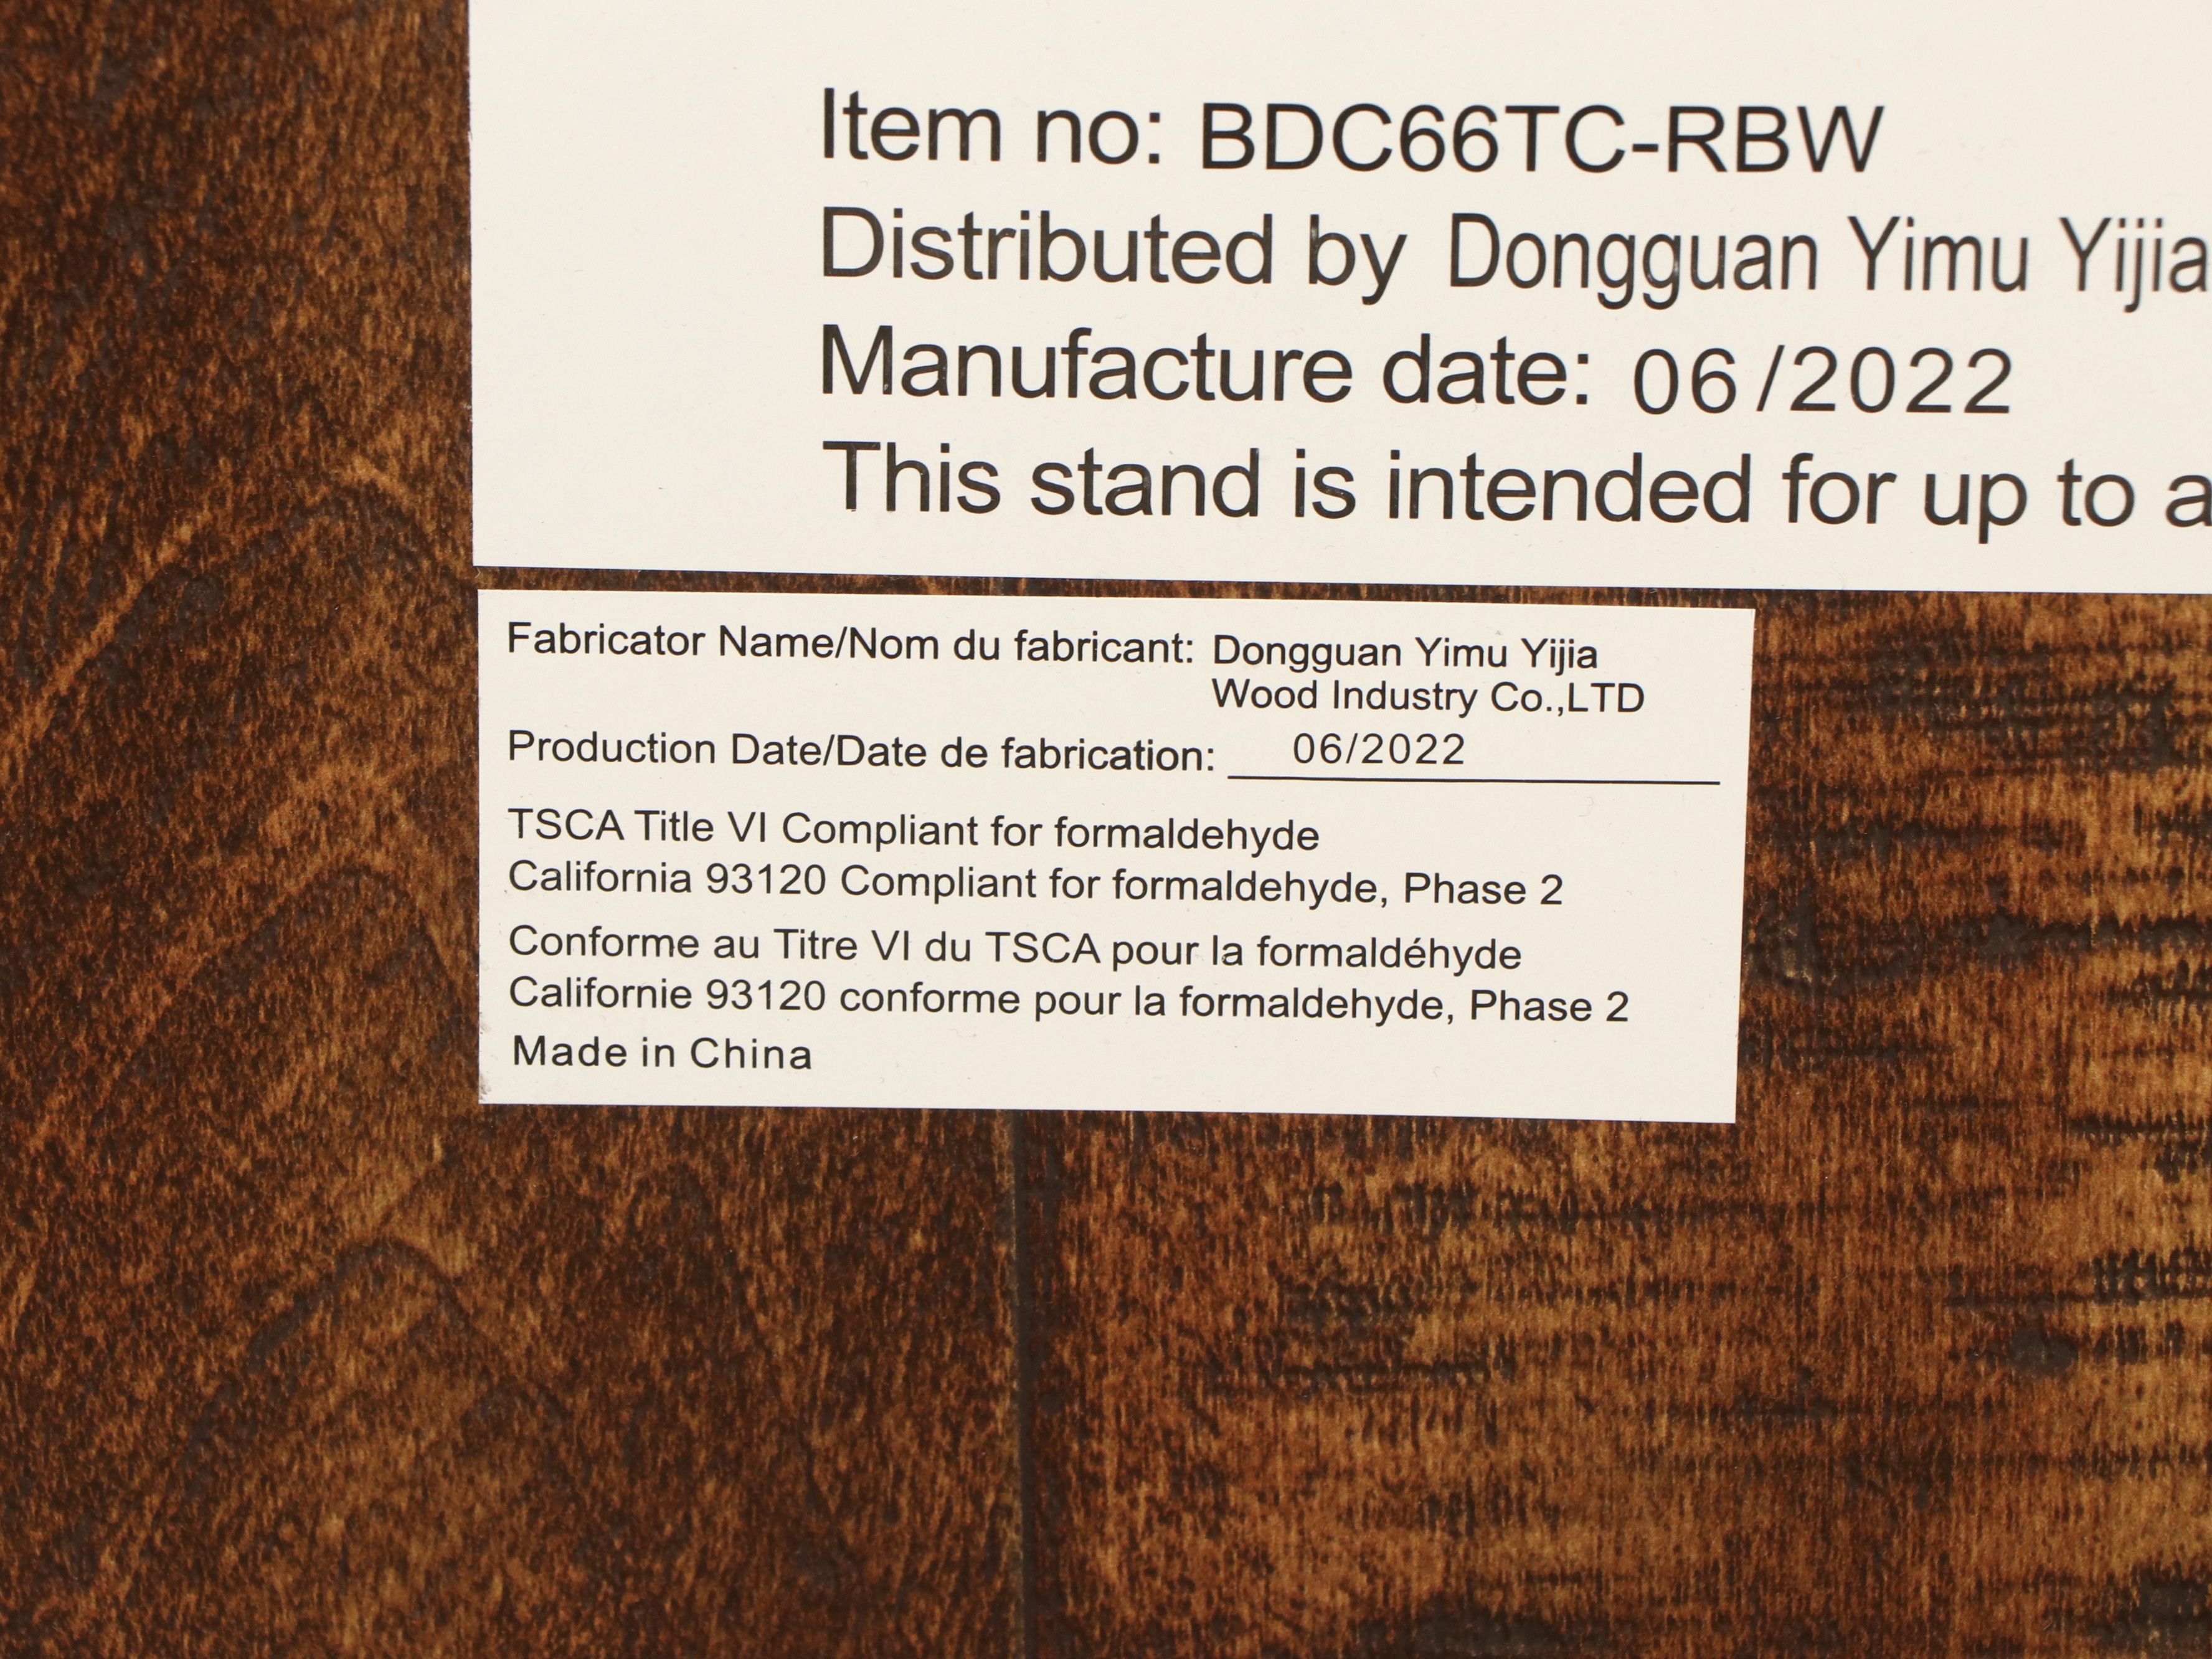 Item no: BDC66TC-RBW
Distributed by Dongguan Yimu Yijia
Manufacture date: 06/2022
This stand is intended for up to a
Fabricator Name/Nom du fabricant: Dongguan Yimu Yijia
Wood Industry Co.,LTD
Production Date/Date de fabrication: 06/2022
TSCA Title VI Compliant for formaldehyde
California 93120 Compliant for formaldehyde, Phase 2
Conforme au Titre VI du TSCA pour la formaldéhyde
Californie 93120 conforme pour la formaldehyde, Phase 2
Made in China